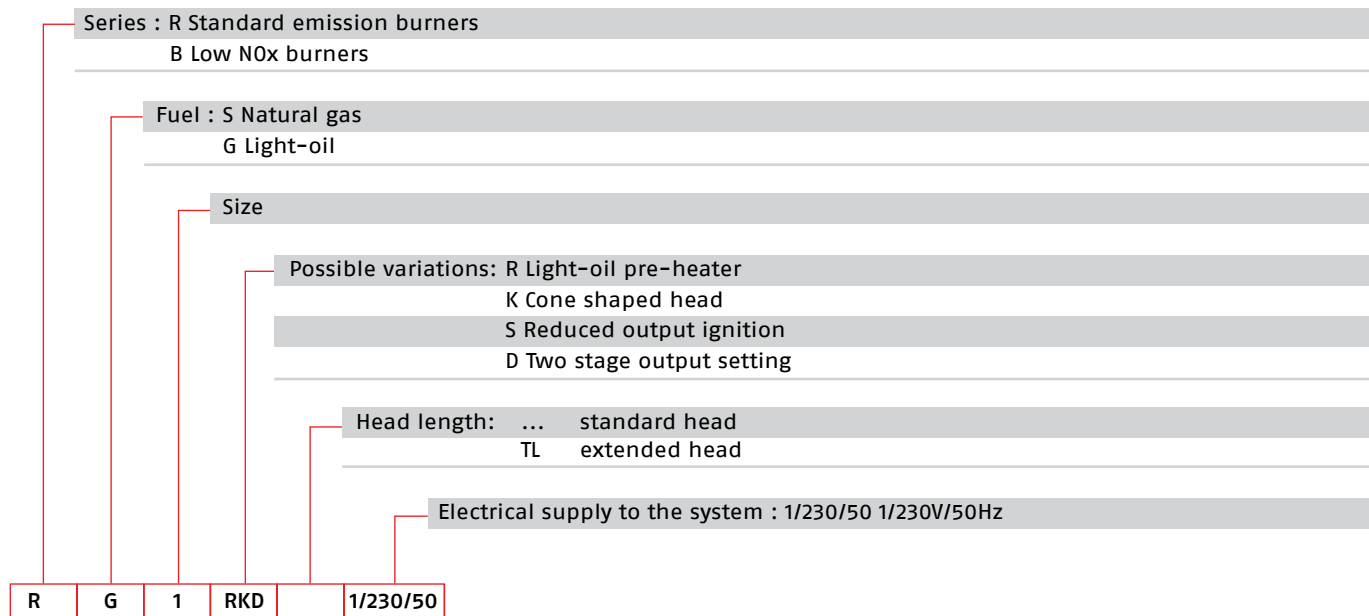 Series : R Standard emission burners
B Low N0x burners
Fuel : S Natural gas
G Light-oil
Size
Possible variations: R Light-oil pre-heater
K Cone shaped head
S Reduced output ignition
D Two stage output setting
Head length: ... standard head
TL extended head
Electrical supply to the system : 1/230/50 1/230V/50Hz
R G 1 RKD 1/230/50